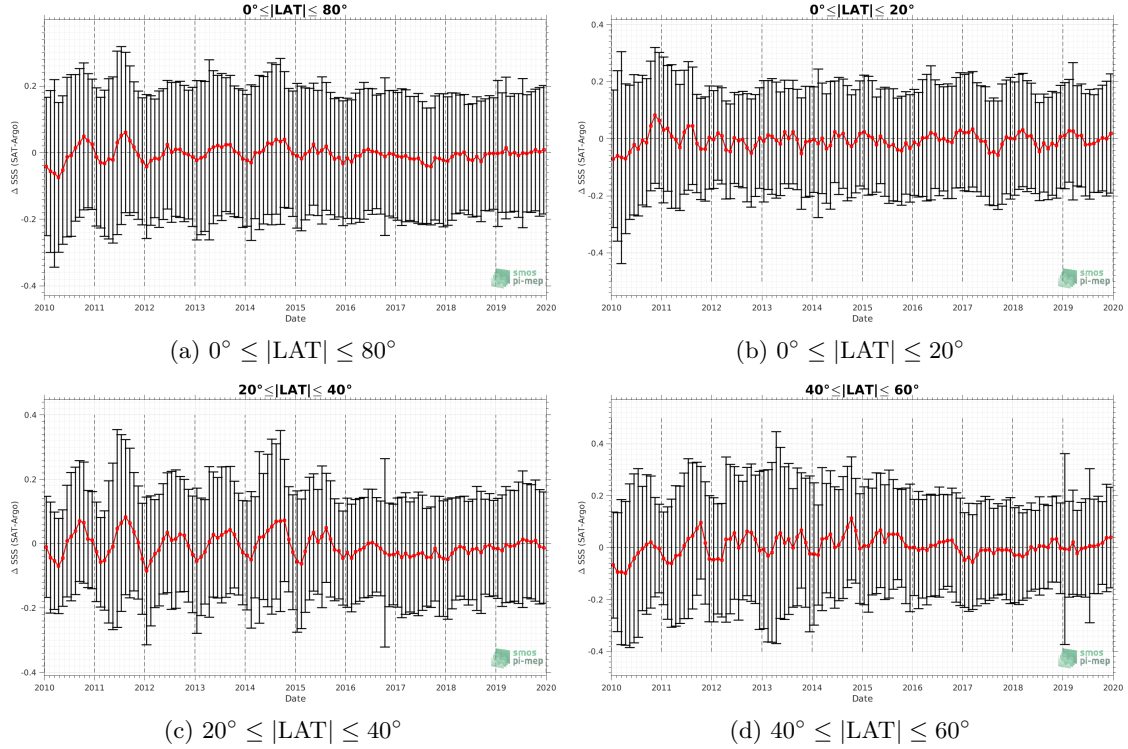 0°≤|LAT|≤ 80°
0.2
0
-0.2
-0.4
Δ SSS (SAT-Argo)
2010 2011 2012 2013 2014 2015 2016 2017 2018 2019 2020
Date
smos
pi-mep
(a) 0° ≤ |LAT| ≤ 80°
0°≤|LAT|≤ 20°
0.4
0.2
0
-0.2
-0.4
Δ SSS (SAT-Argo)
2010 2011 2012 2013 2014 2015 2016 2017 2018 2019 2020
Date
smos
pi-mep
(b) 0° ≤ |LAT| ≤ 20°
20°≤|LAT|≤ 40°
0.4
0.2
0
-0.2
-0.4
Δ SSS (SAT-Argo)
2010 2011 2012 2013 2014 2015 2016 2017 2018 2019 2020
Date
smos
pi-mep
(c) 20° ≤ |LAT| ≤ 40°
40°≤|LAT|≤ 60°
0.4
0.2
0
-0.2
-0.4
Δ SSS (SAT-Argo)
2010 2011 2012 2013 2014 2015 2016 2017 2018 2019 2020
Date
smos
pi-mep
(d) 40° ≤ |LAT| ≤ 60°